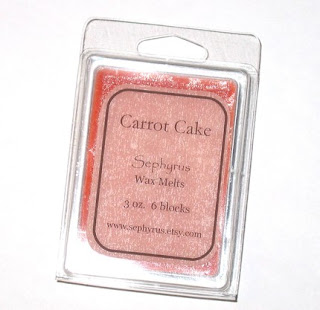 Carrot Cake
Sephyrus
Wax Melts
3 oz. 6 blocks
www.sephyrus.etsy.com